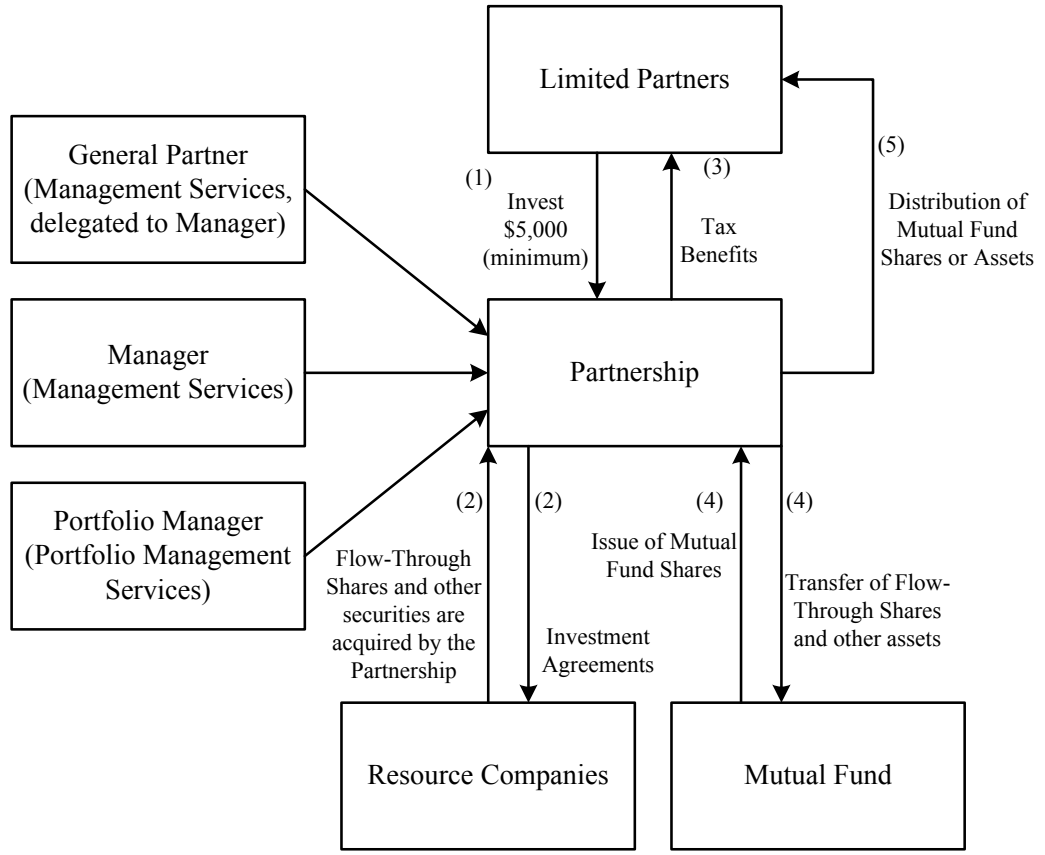 Limited Partners
General Partner
(Management Services,
delegated to Manager)
(1)
Invest
$5,000
(minimum)
(3)
Tax
Benefits
(5)
Distribution of
Mutual Fund
Shares or Assets
Manager
(Management Services)
Partnership
Portfolio Manager
(Portfolio Management
Services)
(2)
Flow-Through
Shares and other
securities are
acquired by the
Partnership
(2)
Investment
Agreements
(4)
Issue of Mutual
Fund Shares
(4)
Transfer of Flow-
Through Shares
and other assets
Resource Companies
Mutual Fund